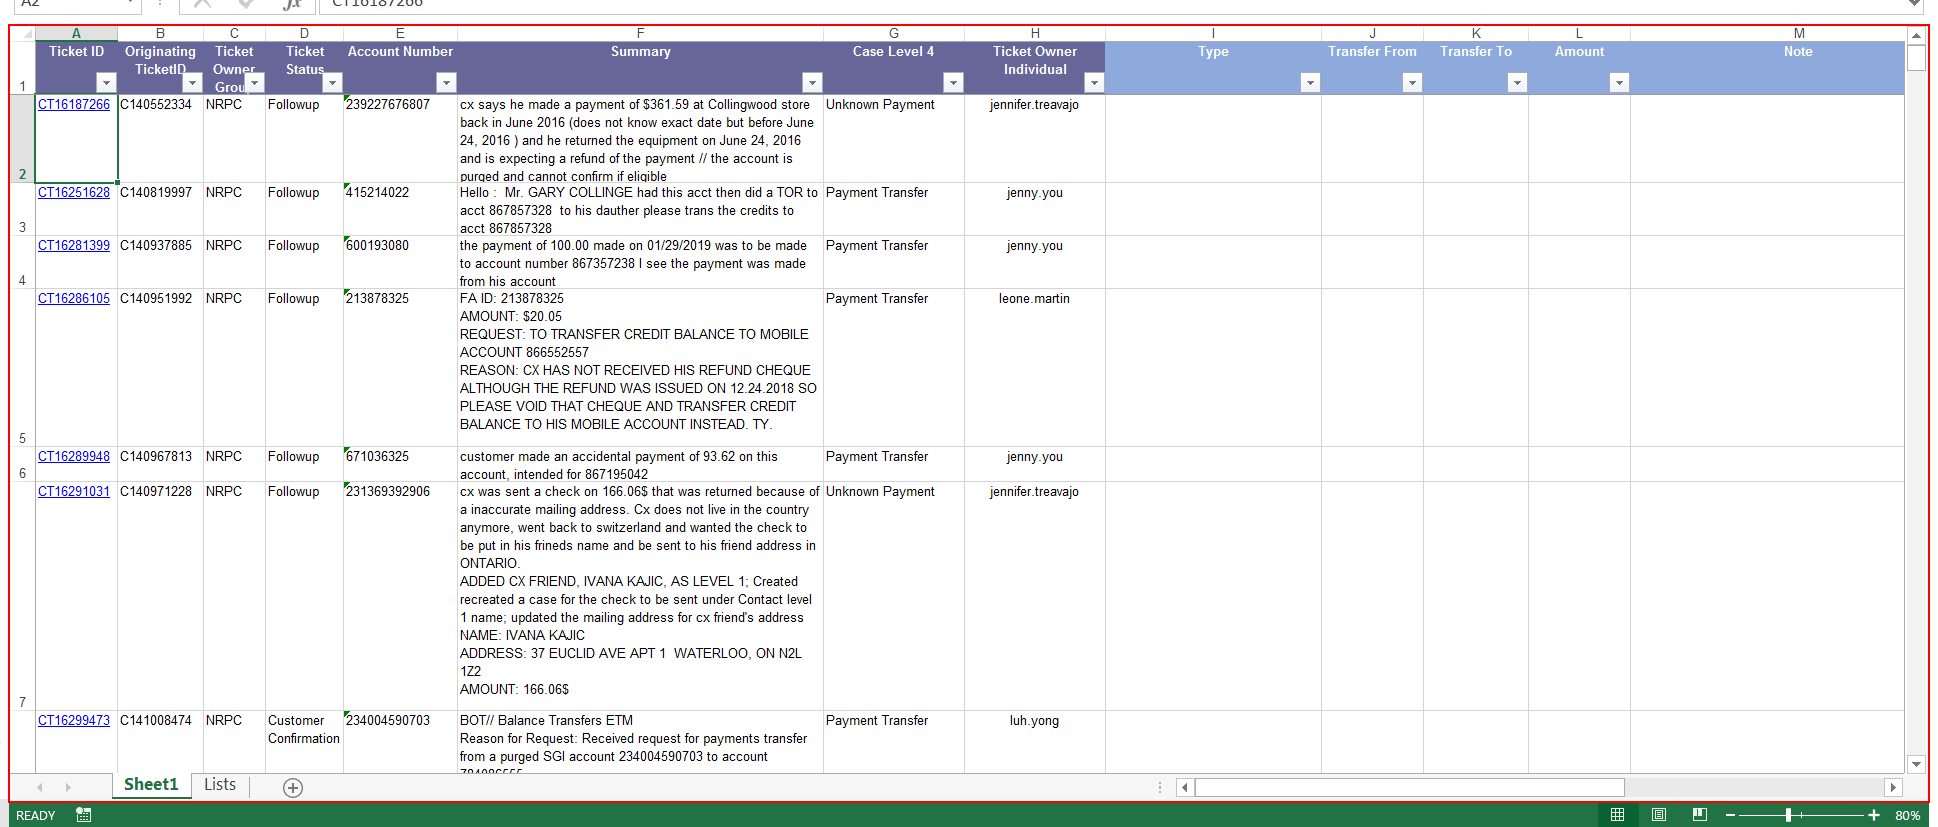 A2
fx
CT16187266
A B C D E F G H I J K L M
1
Ticket ID
Originating
TicketID
Ticket
Owner
Group
Ticket
Status
Account Number
Summary
Case Level 4
Ticket Owner
Individual
Type
Transfer From
Transfer To
Amount
Note
2
CT16187266 C140552334 NRPC Followup 239227676807 cx says he made a payment of $361.59 at Collingwood store Unknown Payment jennifer.treavajo
back in June 2016 (does not know exact date but before June
24, 2016 ) and he returned the equipment on June 24, 2016
and is expecting a refund of the payment // the account is
purged and cannot confirm if eligible
3
CT16251628 C140819997 NRPC Followup 415214022 Hello : Mr. GARY COLLINGE had this acct then did a TOR to Payment Transfer jenny.you
acct 867857328 to his dauther please trans the credits to
acct 867857328
4
CT16281399 C140937885 NRPC Followup 600193080 the payment of 100.00 made on 01/29/2019 was to be made Payment Transfer jenny.you
to account number 867357238 I see the payment was made
from his account
5
CT16286105 C140951992 NRPC Followup 213878325 FA ID: 213878325 Payment Transfer leone.martin
AMOUNT: $20.05
REQUEST: TO TRANSFER CREDIT BALANCE TO MOBILE
ACCOUNT 866552557
REASON: CX HAS NOT RECEIVED HIS REFUND CHEQUE
ALTHOUGH THE REFUND WAS ISSUED ON 12.24.2018 SO
PLEASE VOID THAT CHEQUE AND TRANSFER CREDIT
BALANCE TO HIS MOBILE ACCOUNT INSTEAD. TY.
6
CT16289948 C140967813 NRPC Followup 671036325 customer made an accidental payment of 93.62 on this Payment Transfer jenny.you
account, intended for 867195042
7
CT16291031 C140971228 NRPC Followup 231369392906 cx was sent a check on 166.06$ that was returned because of Unknown Payment jennifer.treavajo
a inaccurate mailing address. Cx does not live in the country
anymore, went back to switzerland and wanted the check to
be put in his frineds name and be sent to his friend address in
ONTARIO.
ADDED CX FRIEND, IVANA KAJIC, AS LEVEL 1; Created
recreated a case for the check to be sent under Contact level
1 name; updated the mailing address for cx friend's address
NAME: IVANA KAJIC
ADDRESS: 37 EUCLID AVE APT 1 WATERLOO, ON N2L
1Z2
AMOUNT: 166.06$
CT16299473 C141008474 NRPC Customer 234004590703 BOT// Balance Transfers ETM Payment Transfer luh.yong
Confirmation Reason for Request: Received request for payments transfer
from a purged SGI account 234004590703 to account
Sheet1 Lists
READY 80%